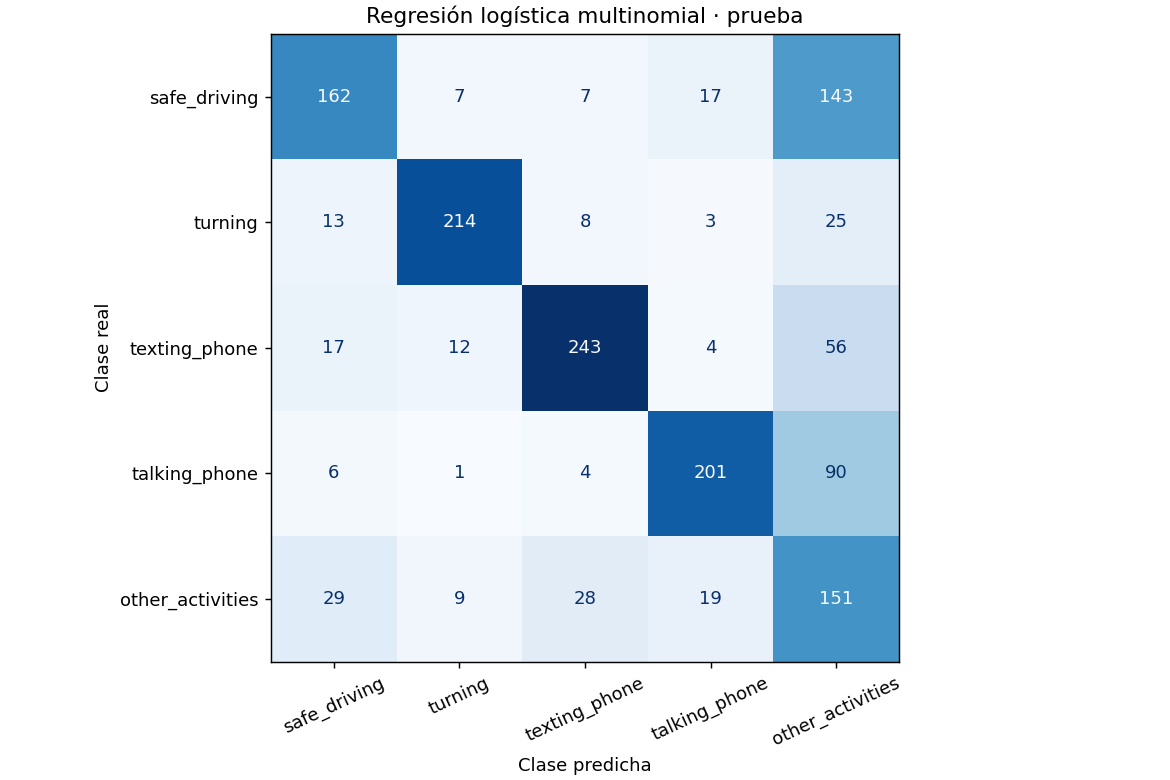 Regresión logística multinomial · prueba
safe_driving 162 7 7 17 143
turning 13 214 8 3 25
Clase real
texting_phone 17 12 243 4 56
talking_phone 6 1 4 201 90
other_activities 29 9 28 19 151
safe_driving turning texting_phone talking_phone other_activities
Clase predicha